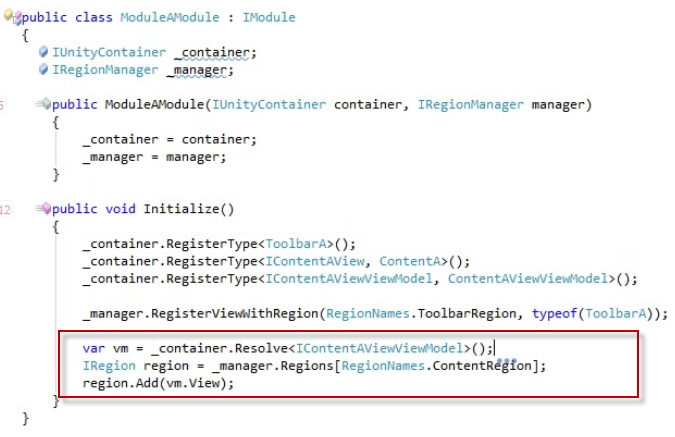 public class ModuleAModule : IModule
{
IUnityContainer _container;
IRegionManager _manager;
5
public ModuleAModule(IUnityContainer container, IRegionManager manager)
{
_container = container;
_manager = manager;
}
12
public void Initialize()
{
_container.RegisterType<ToolbarA>();
_container.RegisterType<IContentAView, ContentA>();
_container.RegisterType<IContentAViewViewModel, ContentAViewViewModel>();
_manager.RegisterViewWithRegion(RegionNames.ToolbarRegion, typeof(ToolbarA));
var vm = _container.Resolve<IContentAViewViewModel>();
IRegion region = _manager.Regions[RegionNames.ContentRegion];
region.Add(vm.View);
}
}